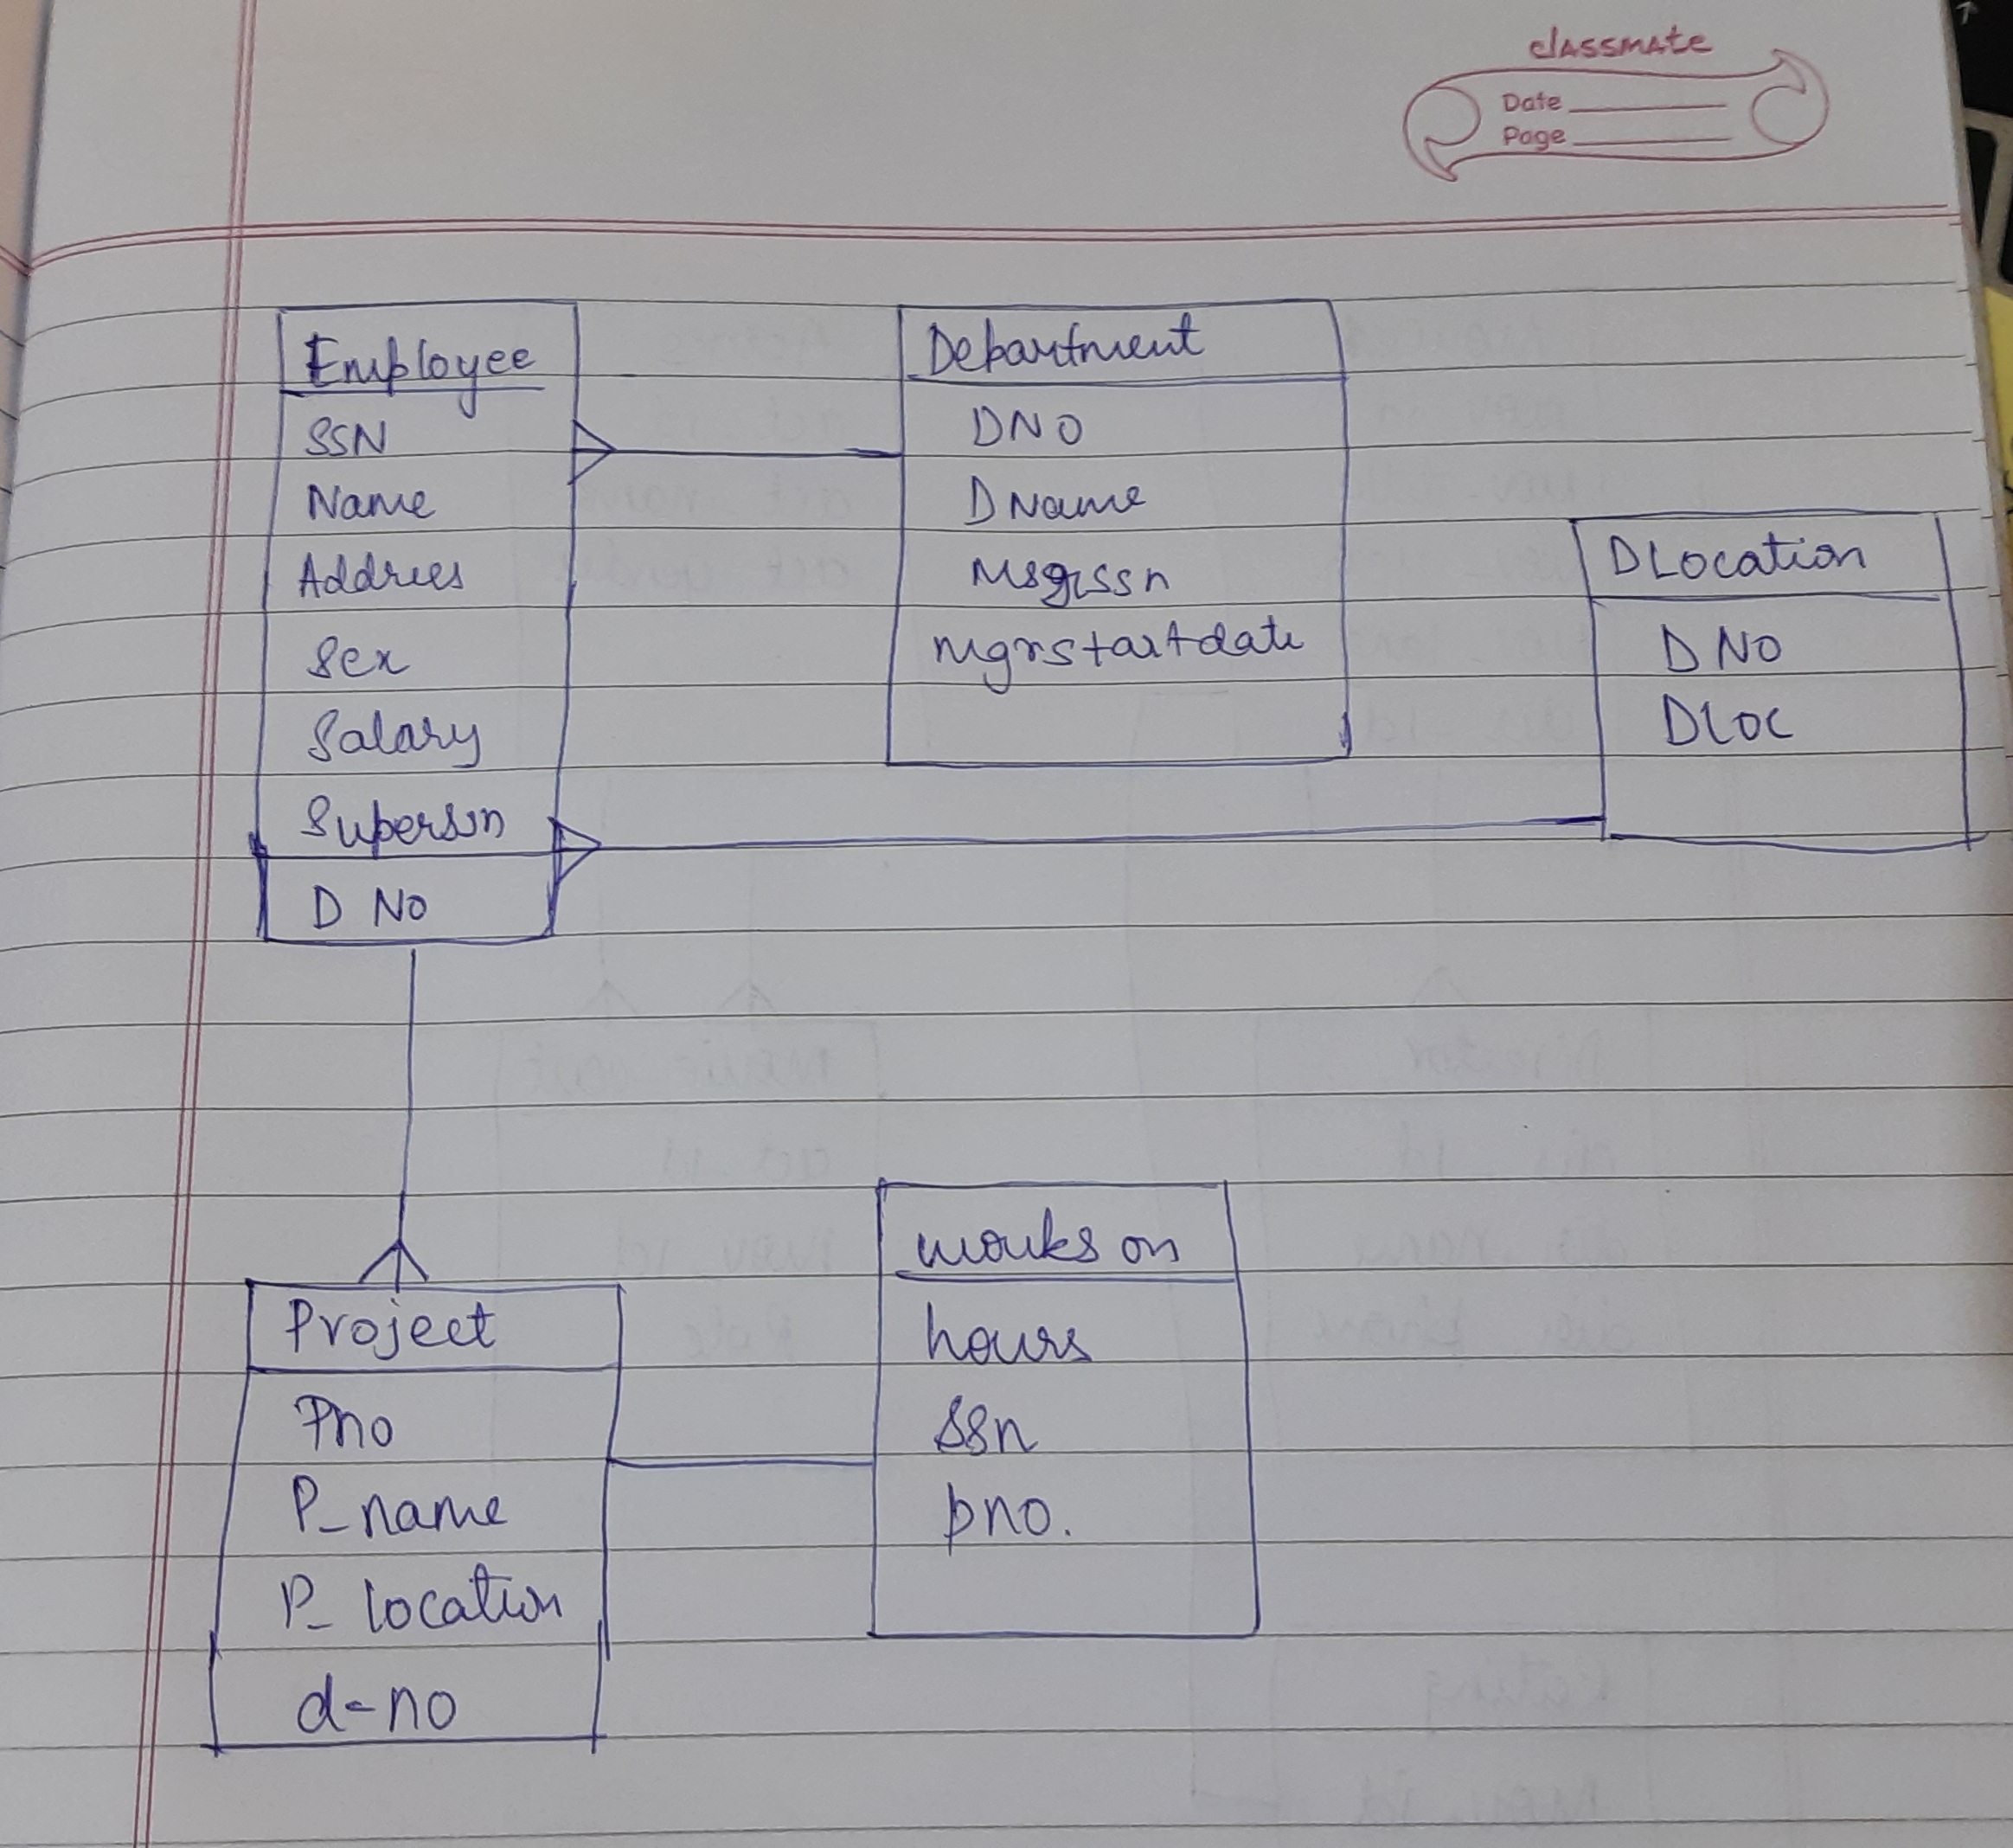 classmate
Date
Page
Employee
SSN
Name
Address
Sex
Salary
Superssn
D No
Department
DNO
DName
Msgrssn
mgrstartdate
DLocation
DNO
DLOC
Project
Pno
P_name
P_location
d-no
works on
hours
ssn
pno.